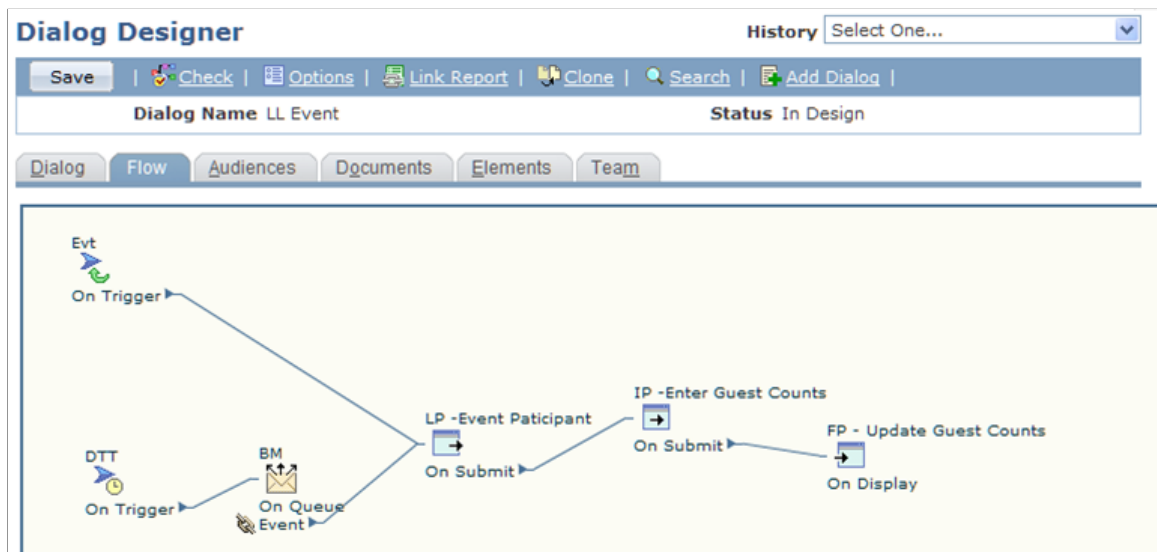 Dialog Designer
History Select One...
Save | Check | Options | Link Report | Clone | Search | Add Dialog |
Dialog Name LL Event Status In Design
Dialog Flow Audiences Documents Elements Team
Evt
On Trigger
DTT
On Trigger
BM
On Queue
Event
LP -Event Paticipant
On Submit
IP -Enter Guest Counts
On Submit
FP - Update Guest Counts
On Display